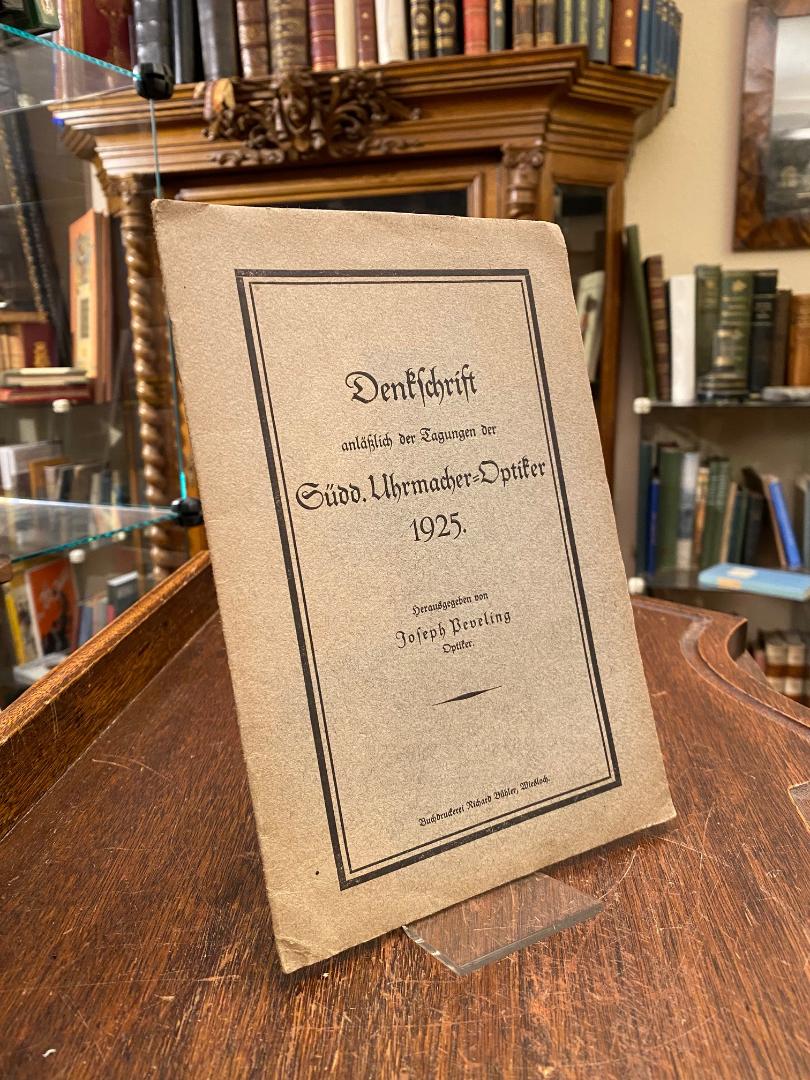 Denkſchrift
anläßlich der Tagungen der
Südd. Uhrmacher=Optiker
1925.
Herausgegeben von
Joſeph Peveling
Optiker.
Buchdruckerei Richard Bühler, Wiesloch.